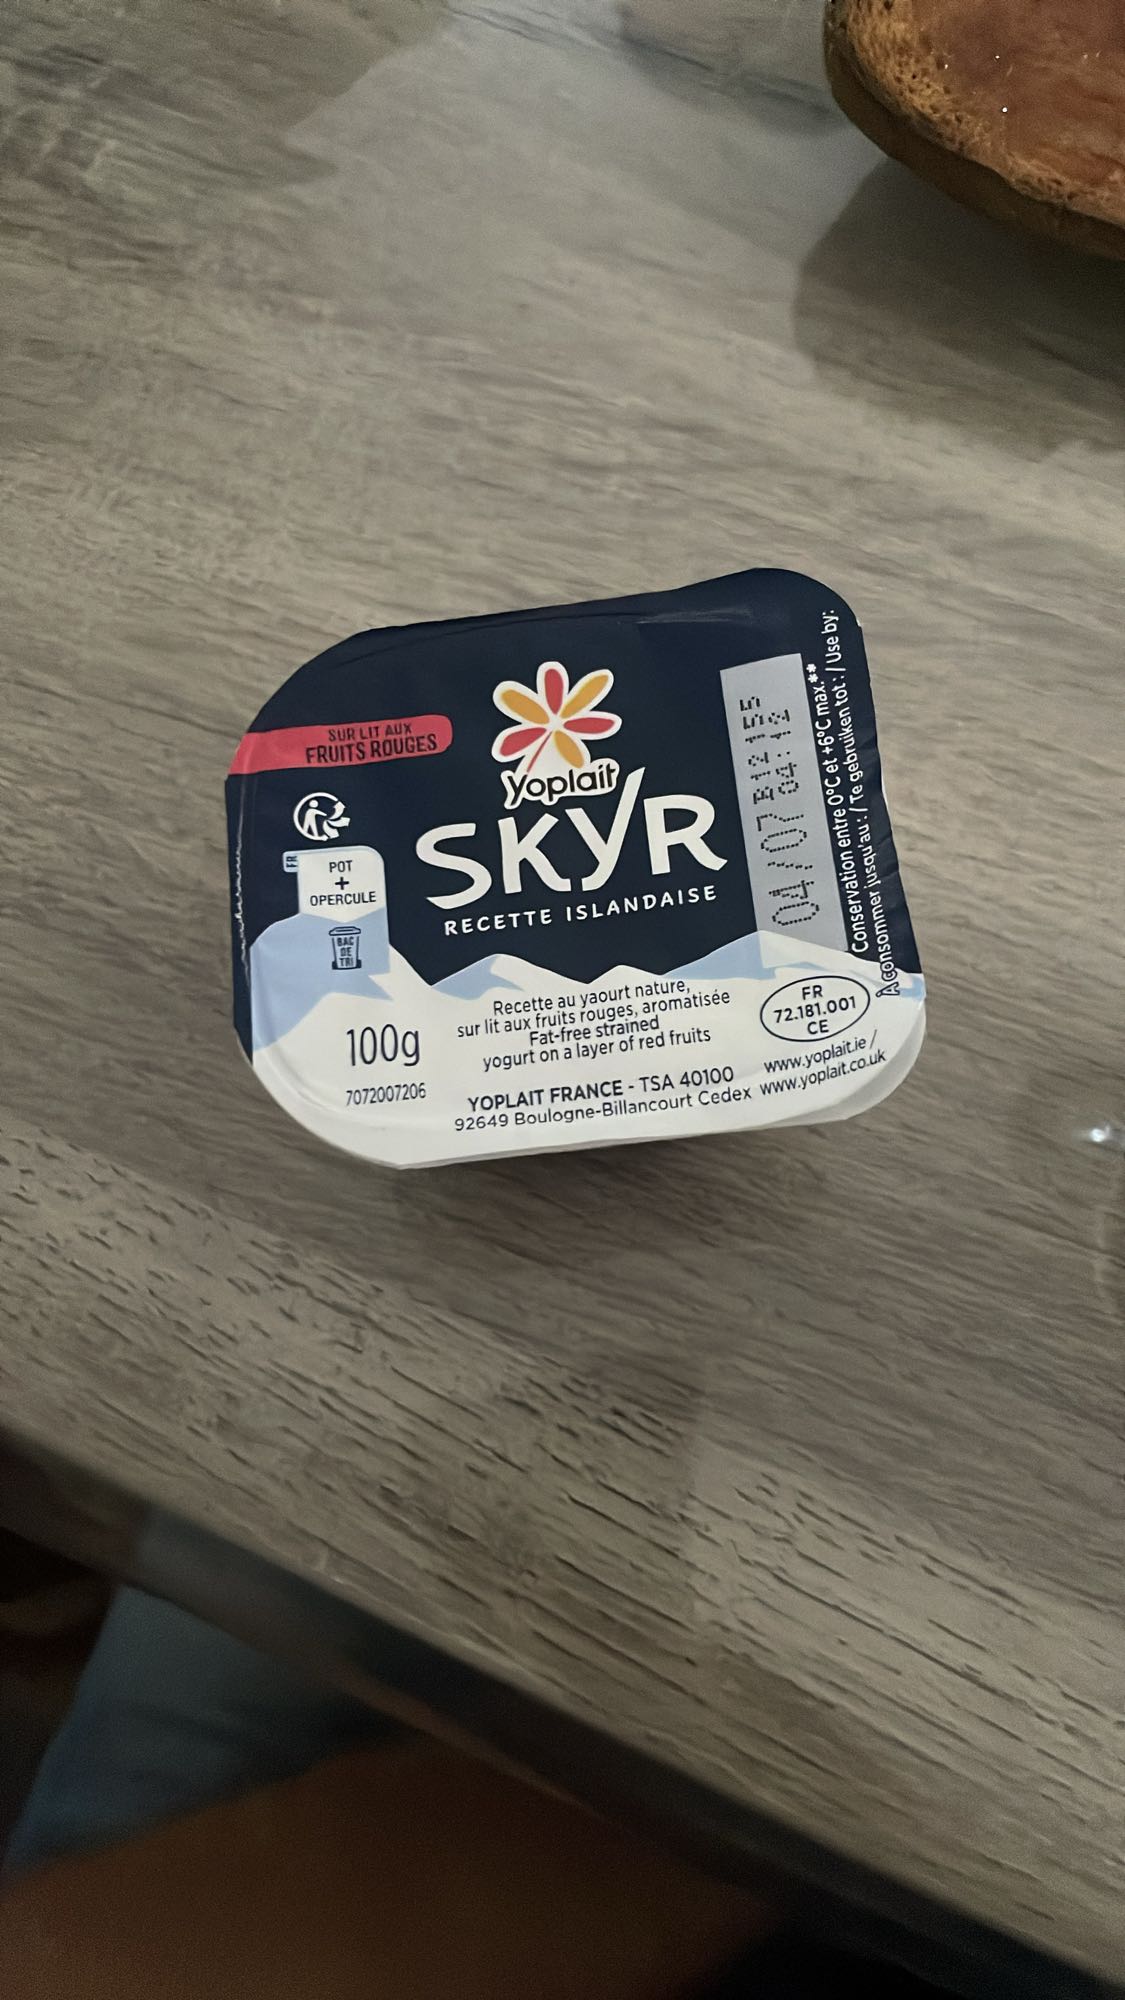 SUR LIT AUX
FRUITS ROUGES
Yoplait
SKYR
RECETTE ISLANDAISE
FR
POT
+
OPERCULE
BAC
DE
TRI
100g
7072007206
Recette au yaourt nature,
sur lit aux fruits rouges, aromatisée
Fat-free strained
yogurt on a layer of red fruits
YOPLAIT FRANCE - TSA 40100
92649 Boulogne-Billancourt Cedex
www.yoplait.ie /
www.yoplait.co.uk
FR
72.181.001
CE
04/07 B12155
04:12
Conservation entre 0°C et +6°C max.**
À consommer jusqu'au : / Te gebruiken tot : / Use by: